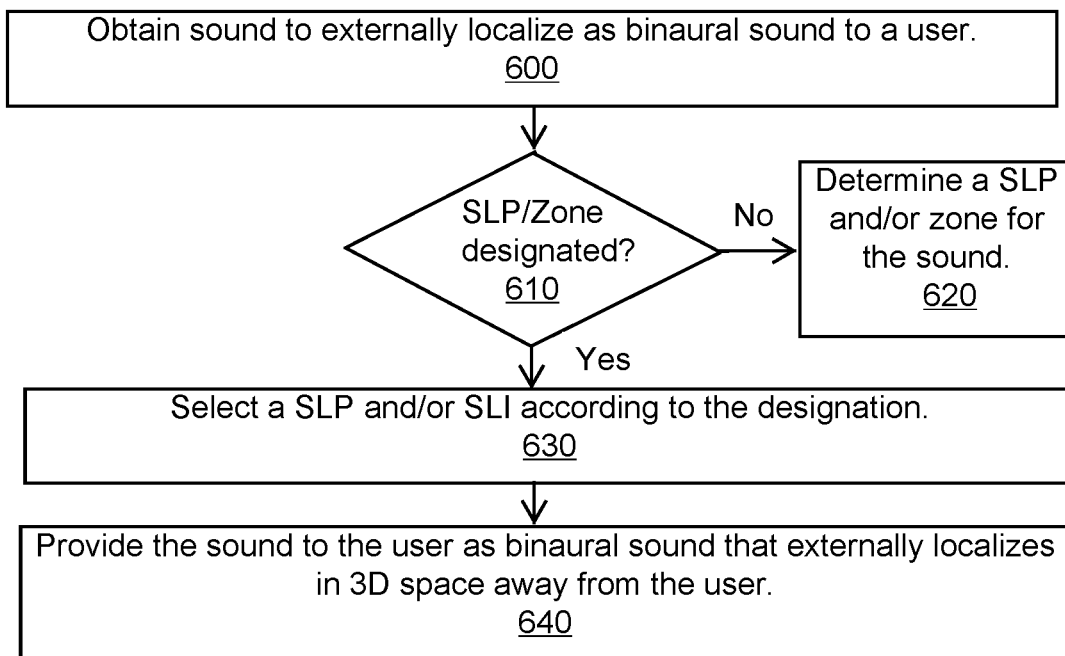 Obtain sound to externally localize as binaural sound to a user.
600
SLP/Zone
designated?
610
No
Determine a SLP
and/or zone for
the sound.
620
Yes
Select a SLP and/or SLI according to the designation.
630
Provide the sound to the user as binaural sound that externally localizes
in 3D space away from the user.
640